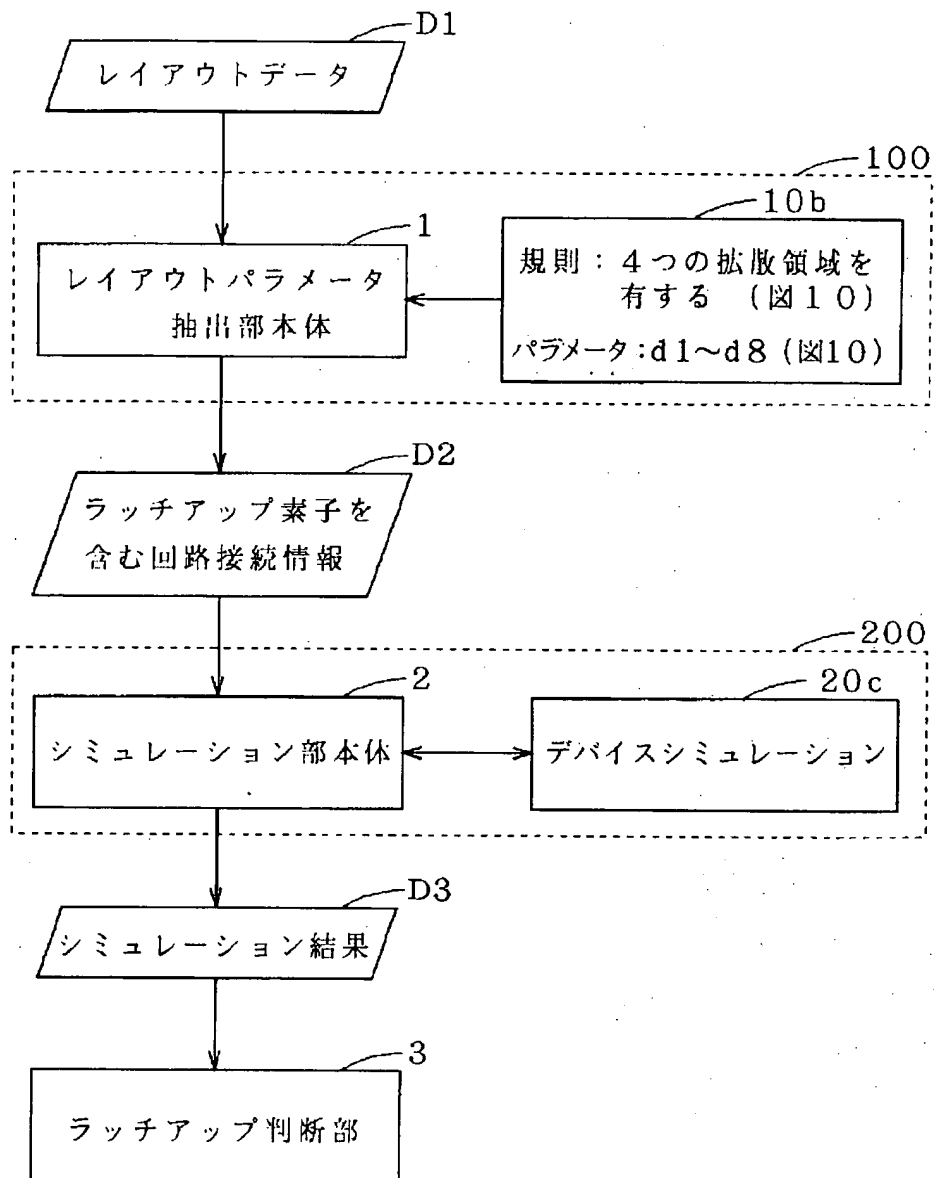 D1
レイアウトデータ
100
1
レイアウトパラメータ
抽出部本体
10b
規則：4つの拡散領域を
有する （図10）
パラメータ：d1〜d8（図10）
D2
ラッチアップ素子を
含む回路接続情報
200
2
シミュレーション部本体
20c
デバイスシミュレーション
D3
シミュレーション結果
3
ラッチアップ判断部